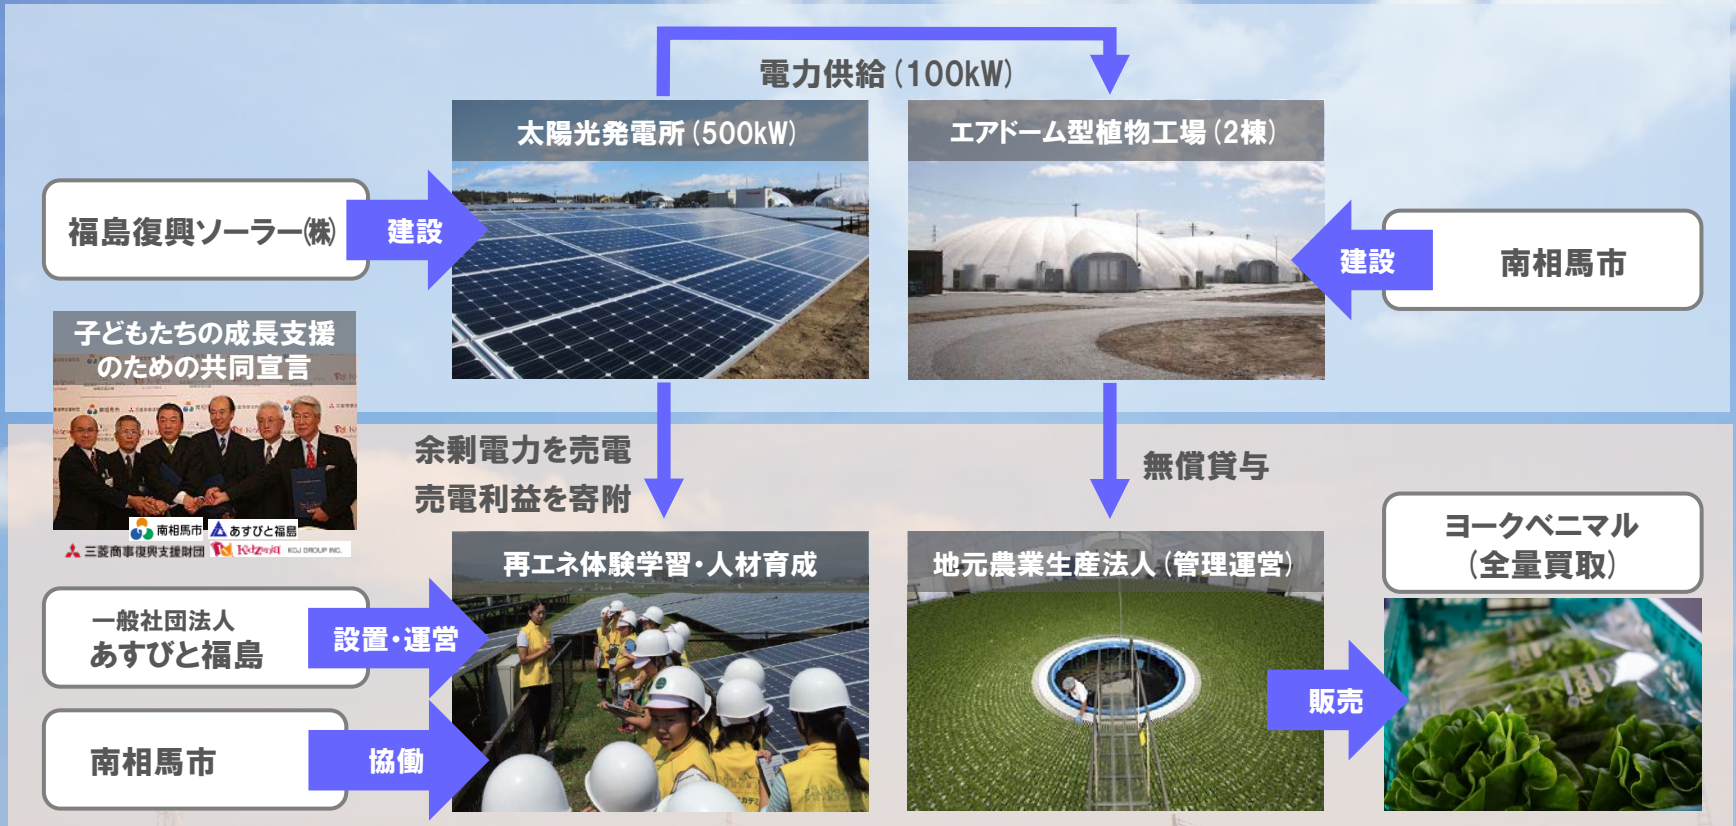 電力供給(100kW)
太陽光発電所(500kW)
エアドーム型植物工場(2棟)
福島復興ソーラー㈱
建設
建設
南相馬市
子どもたちの成長支援
のための共同宣言
南相馬市
あすびと福島
三菱商事復興支援財団
KidZania
KCJ GROUP INC.
余剰電力を売電
売電利益を寄附
無償貸与
再エネ体験学習・人材育成
地元農業生産法人(管理運営)
ヨークベニマル
(全量買取)
一般社団法人
あすびと福島
設置・運営
南相馬市
協働
販売